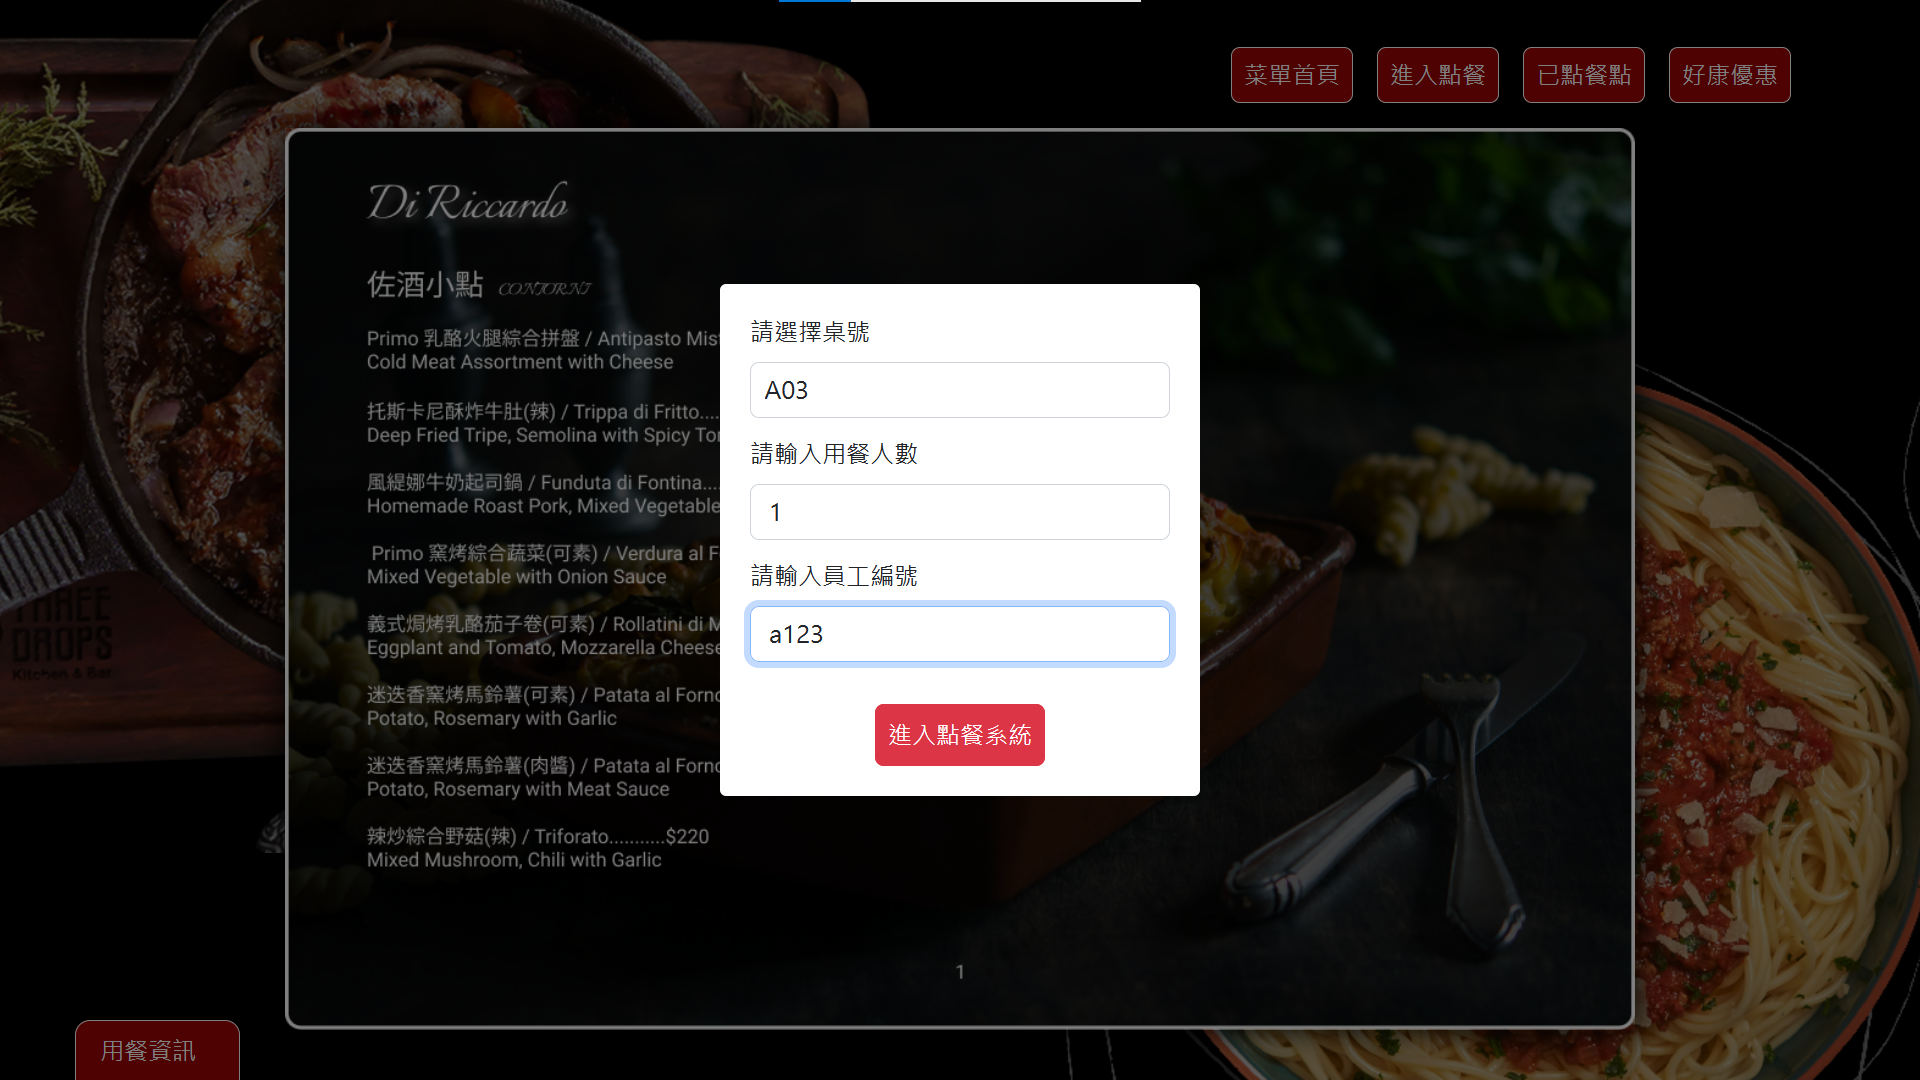 菜單首頁
進入點餐
已點餐點
好康優惠
Di Riccardo
佐酒小點 CONTORNI
Primo 乳酪火腿綜合拼盤 / Antipasto Mis
Cold Meat Assortment with Cheese
托斯卡尼酥炸牛肚(辣) / Trippa di Fritto....
Deep Fried Tripe, Semolina with Spicy To
風緹娜牛奶起司鍋 / Funduta di Fontina....
Homemade Roast Pork, Mixed Vegetable
Primo 窯烤綜合蔬菜(可素) / Verdura al F
Mixed Vegetable with Onion Sauce
義式焗烤乳酪茄子卷(可素) / Rollatini di M
Eggplant and Tomato, Mozzarella Cheese
迷迭香窯烤馬鈴薯(可素) / Patata al Forno
Potato, Rosemary with Garlic
迷迭香窯烤馬鈴薯(肉醬) / Patata al Forno
Potato, Rosemary with Meat Sauce
辣炒綜合野菇(辣) / Triforato...........$220
Mixed Mushroom, Chili with Garlic
請選擇桌號
A03
請輸入用餐人數
1
請輸入員工編號
a123
進入點餐系統
THREE
DROPS
Kitchen & Bar
1
用餐資訊